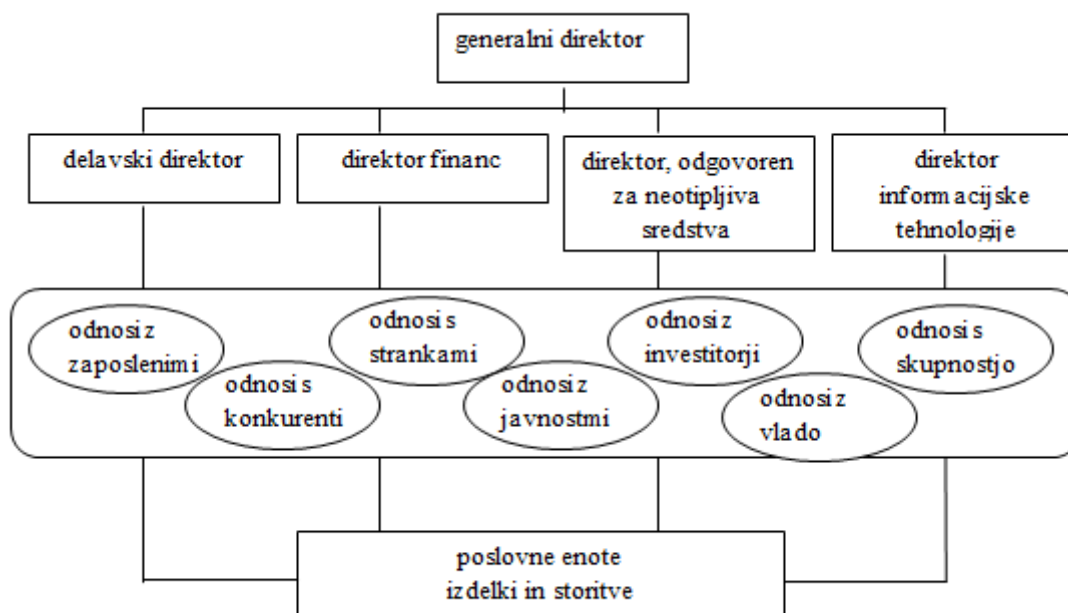 generalni direktor
delavski direktor
direktor financ
direktor, odgovoren
za neotipljiva
sredstva
direktor
informacijske
tehnologije
odnosi z
zaposlenimi
odnosi s
konkurenti
odnosi s
strankami
odnosi z
javnostmi
odnosi z
investitorji
odnosi z
vlado
odnosi s
skupnostjo
poslovne enote
izdelki in storitve